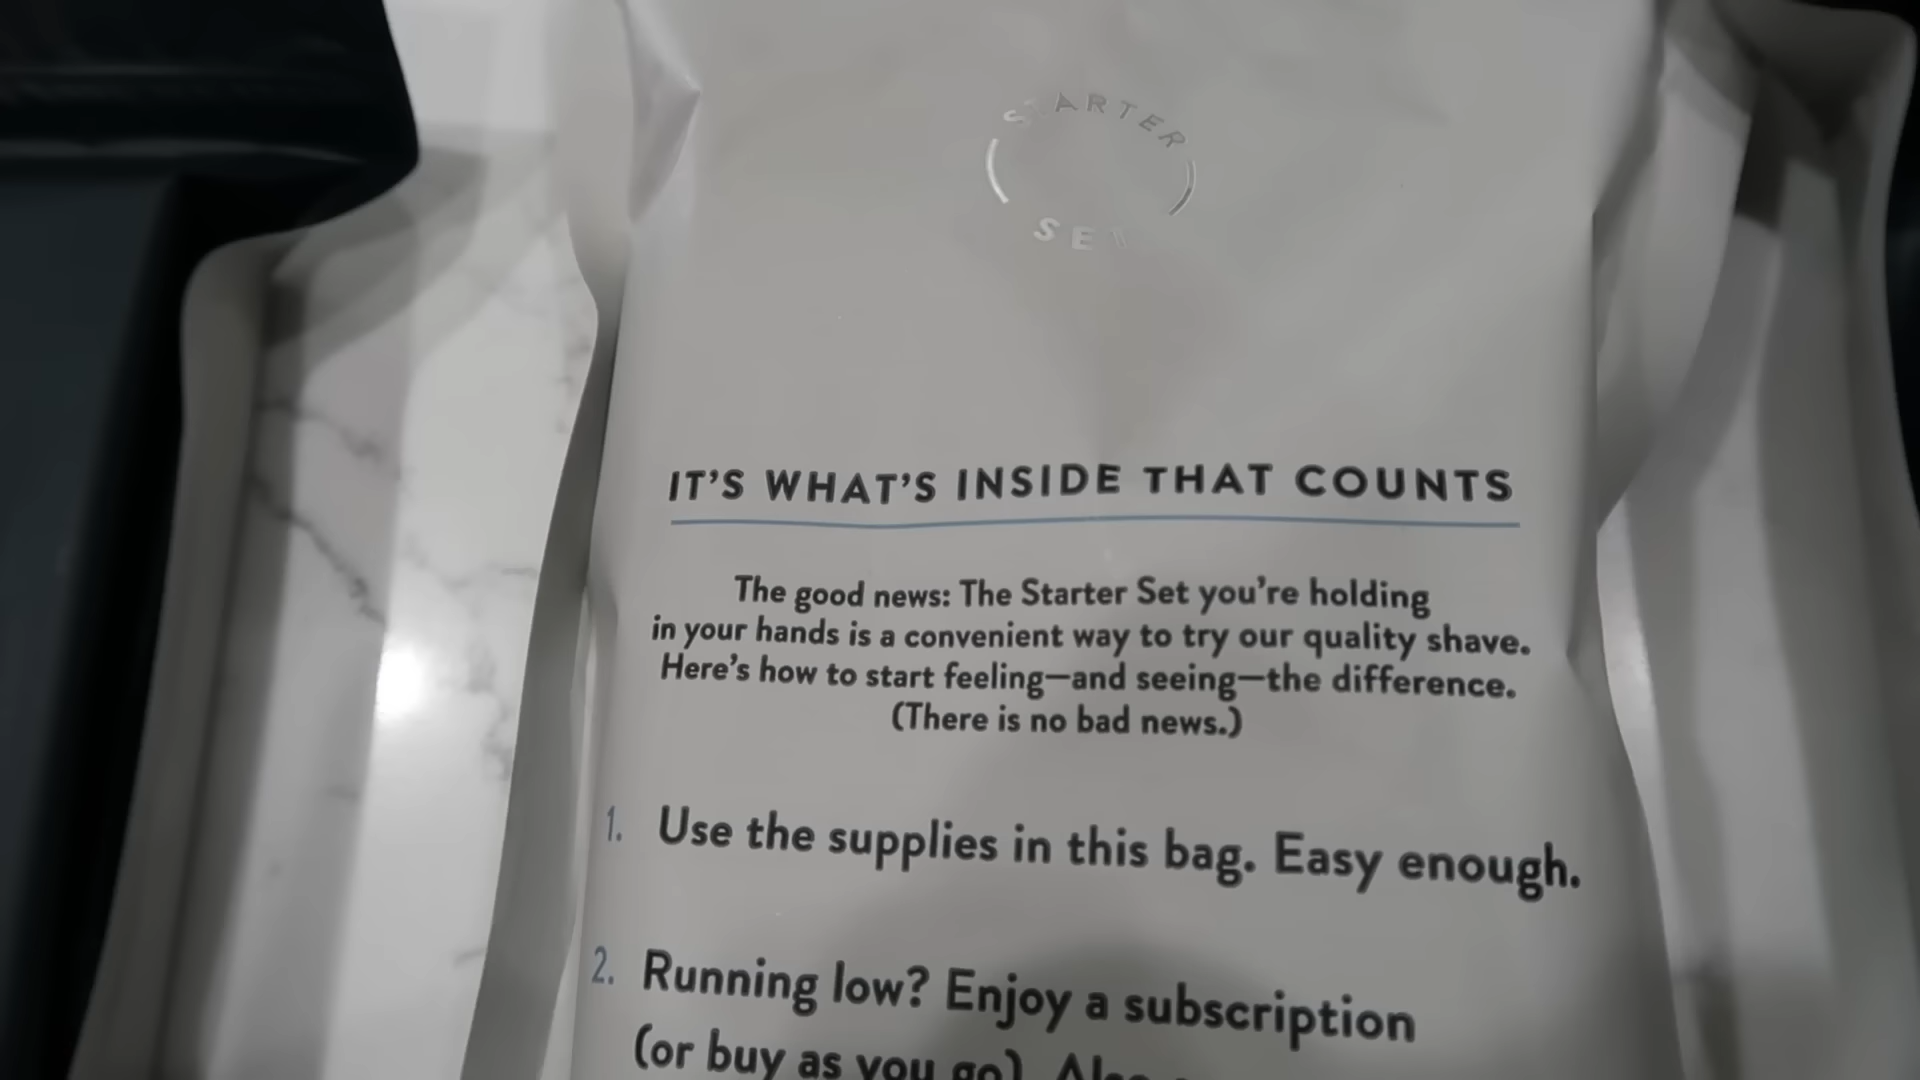 STARTER
SET
IT'S WHAT'S INSIDE THAT COUNTS
The good news: The Starter Set you're holding
in your hands is a convenient way to try our quality shave.
Here's how to start feeling—and seeing—the difference.
(There is no bad news.)
1. Use the supplies in this bag. Easy enough.
2. Running low? Enjoy a subscription
(or buy as you go). Also